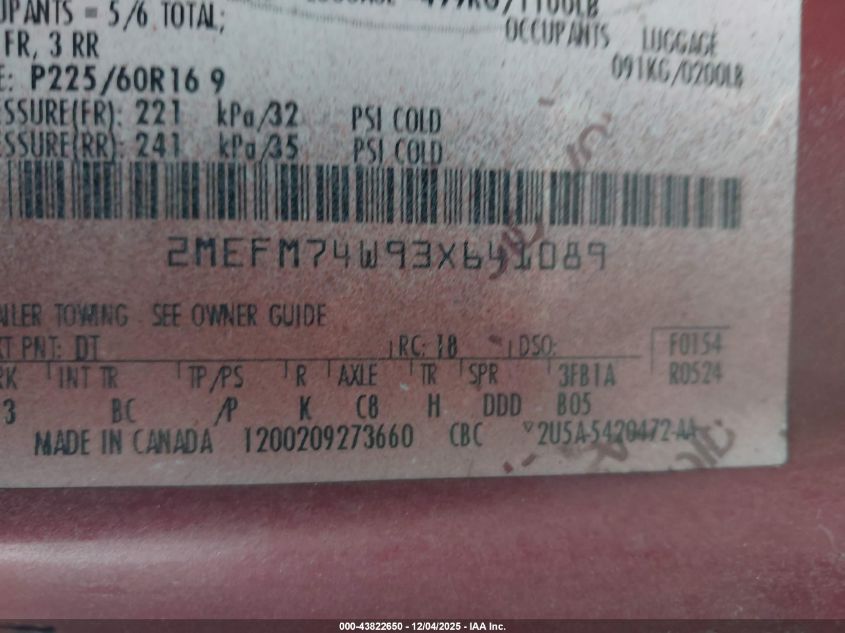 UPANTS = 5/6 TOTAL;
FR, 3 RR
OCCUPANTS LUGGAGE
091KG/0200LB
E: P225/60R16 9
SSURE(FR): 221 kPa/32 PSI COLD
SSURE(RR): 241 kPa/35 PSI COLD
2MEFM74W93X641089
ILER TOWING SEE OWNER GUIDE
T PNT: DT RC: 18 DSO: F0154
RK INT TR TP/PS R AXLE TR SPR 3FB1A R0524
3 BC /P K C8 H DDD B05
MADE IN CANADA 1200209273660 CBC 2U5A-5420472-AA
000-43822650 - 12/04/2025 - IAA Inc.